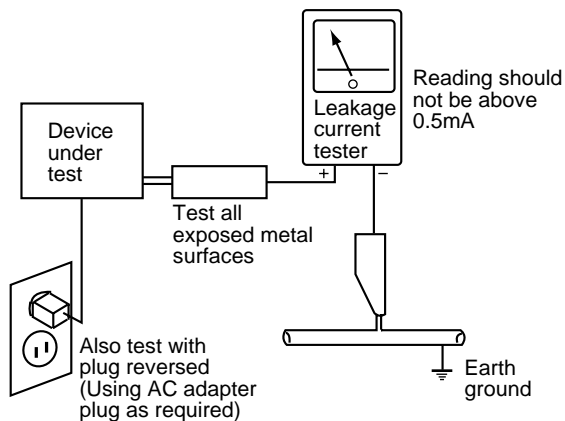 Device
under
test
Leakage
current
tester
Reading should
not be above
0.5mA
+ −
Test all
exposed metal
surfaces
Also test with
plug reversed
(Using AC adapter
plug as required)
Earth
ground